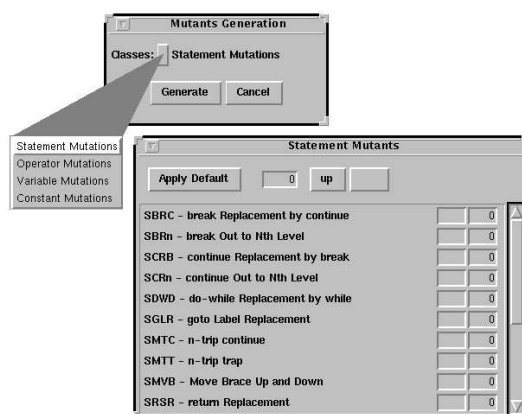 Mutants Generation
Classes: Statement Mutations
Generate Cancel
Statement Mutations
Operator Mutations
Variable Mutations
Constant Mutations
Statement Mutants
Apply Default 0 up
SBRC - break Replacement by continue 0
SBRn - break Out to Nth Level 0
SCRB - continue Replacement by break 0
SCRn - continue Out to Nth Level 0
SDWD - do-while Replacement by while 0
SGLR - goto Label Replacement 0
SMTC - n-trip continue 0
SMTT - n-trip trap 0
SMVB - Move Brace Up and Down 0
SRSR - return Replacement 0